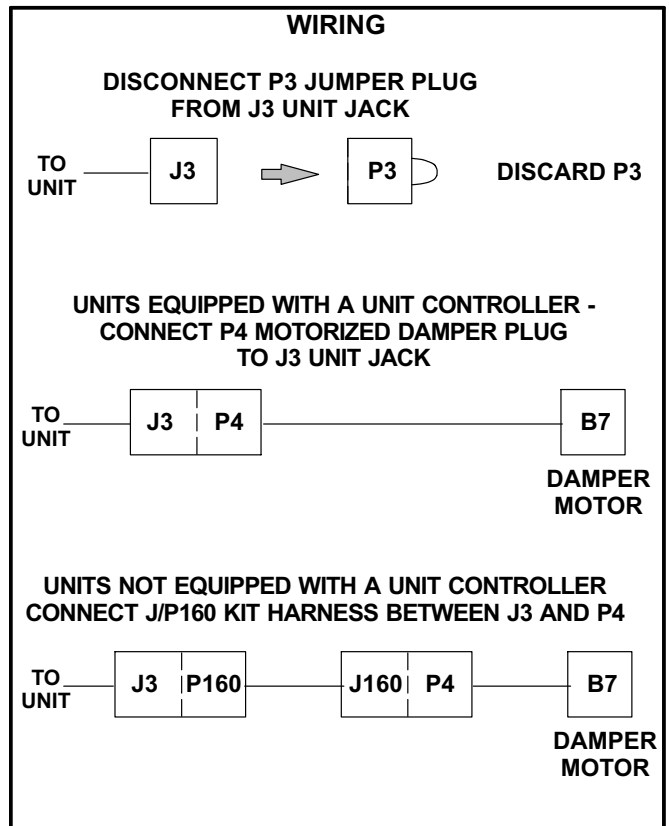 WIRING
DISCONNECT P3 JUMPER PLUG
FROM J3 UNIT JACK
TO
UNIT
J3
P3
DISCARD P3
UNITS EQUIPPED WITH A UNIT CONTROLLER -
CONNECT P4 MOTORIZED DAMPER PLUG
TO J3 UNIT JACK
TO
UNIT
J3
P4
B7
DAMPER
MOTOR
UNITS NOT EQUIPPED WITH A UNIT CONTROLLER
CONNECT J/P160 KIT HARNESS BETWEEN J3 AND P4
TO
UNIT
J3
P160
J160
P4
B7
DAMPER
MOTOR